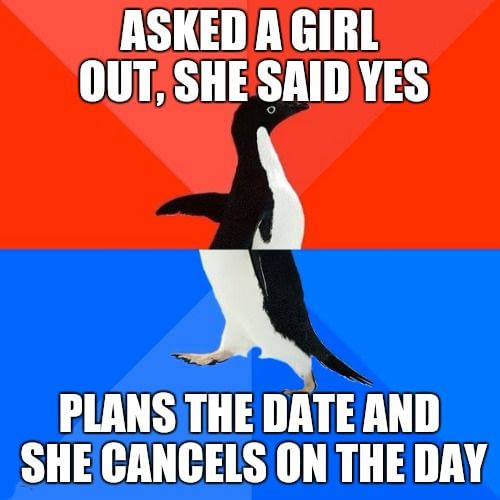 ASKED A GIRL
OUT, SHE SAID YES
PLANS THE DATE AND
SHE CANCELS ON THE DAY